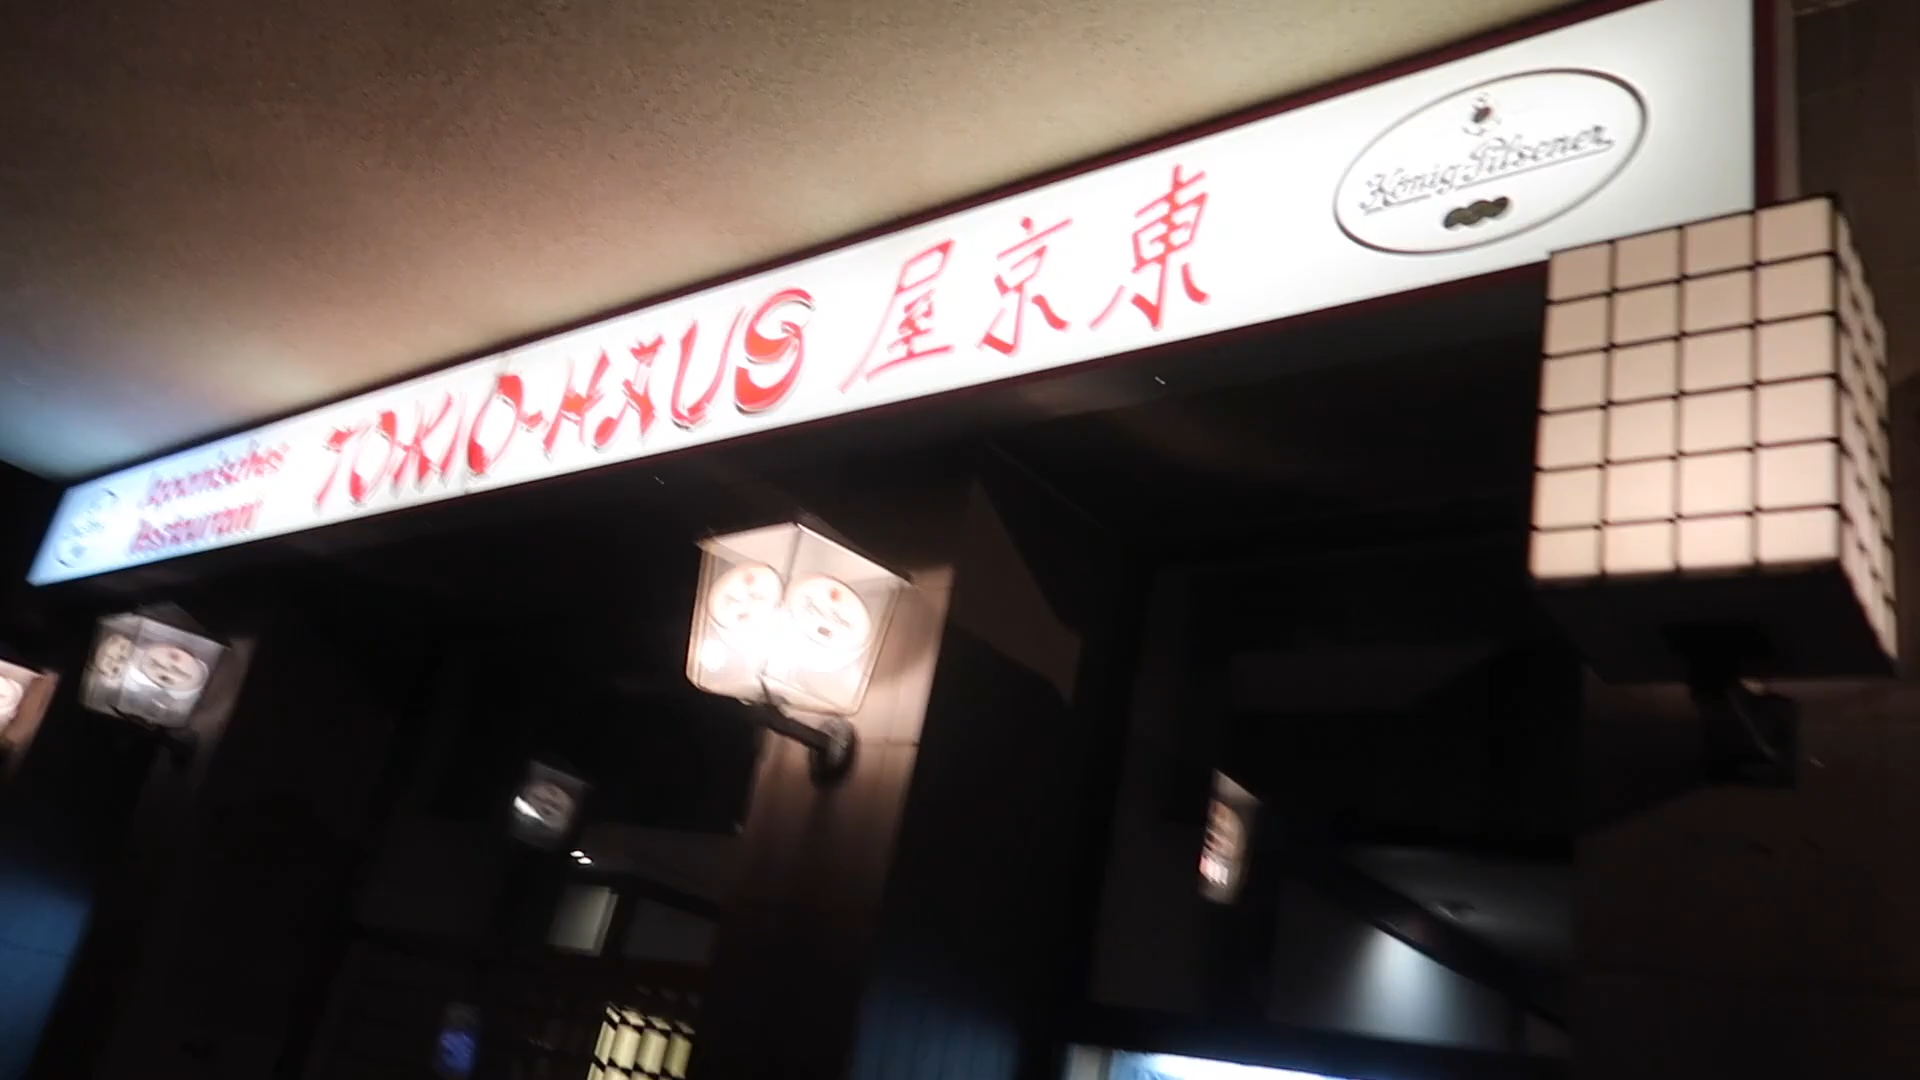 Japanisches
Restaurant
TOKIO-HAUS
屋京東
König Pilsener